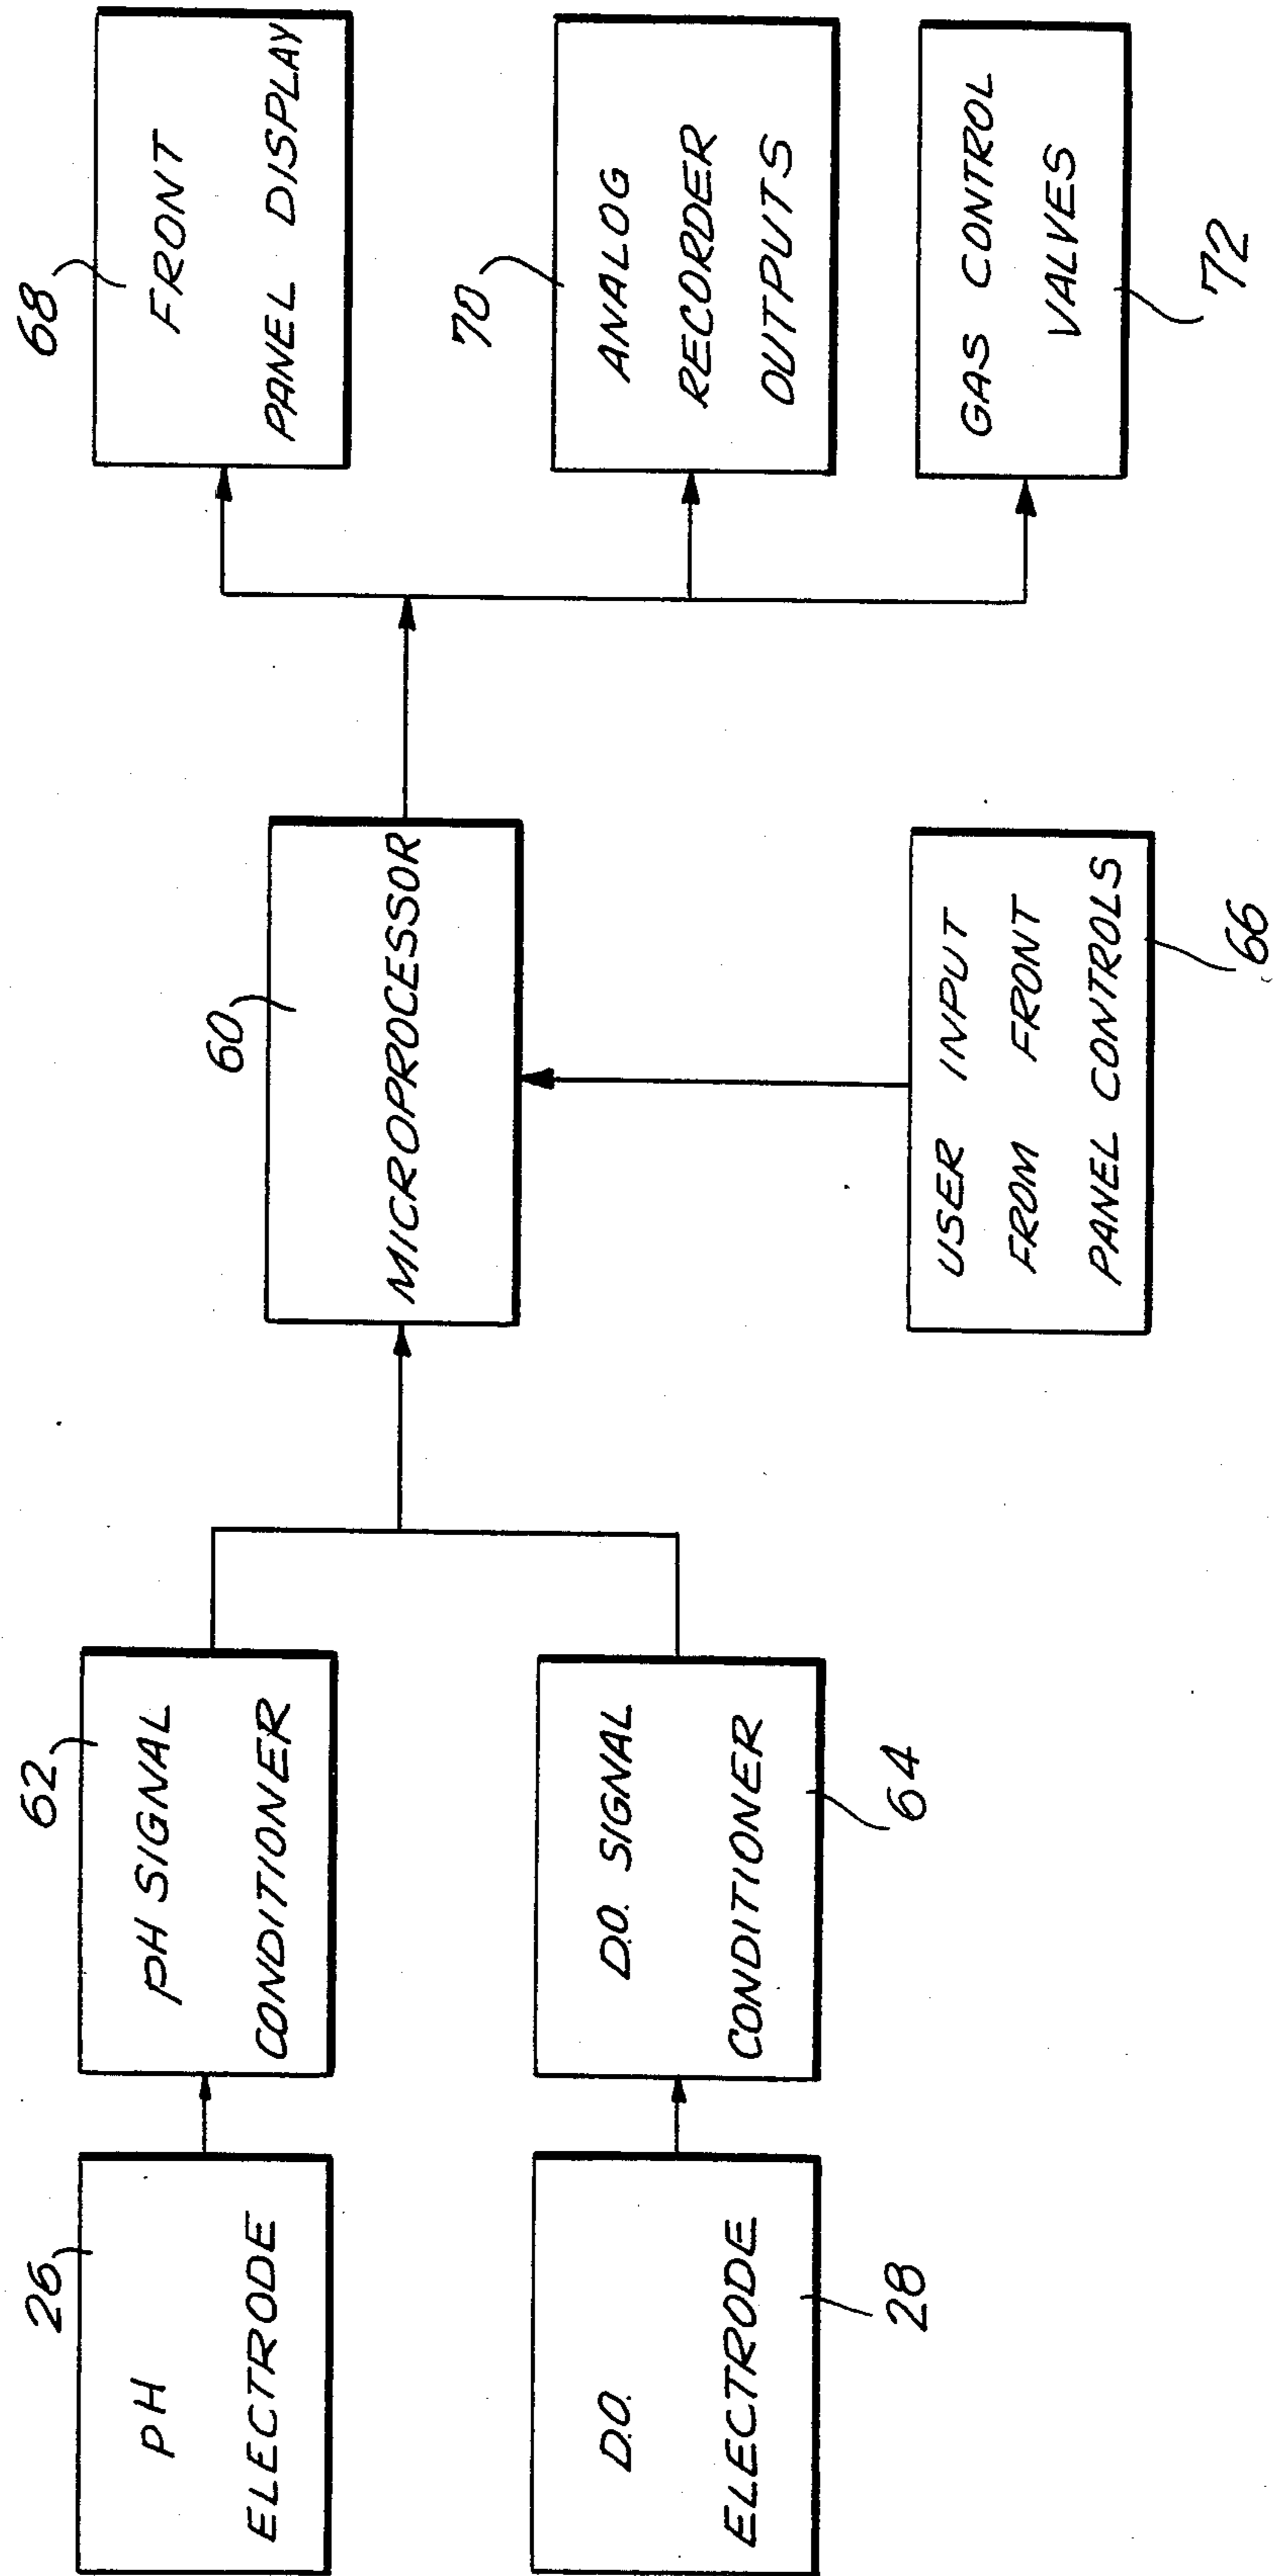 26
pH
ELECTRODE
62
pH SIGNAL
CONDITIONER
D.O.
ELECTRODE
28
D.O. SIGNAL
CONDITIONER
64
60
MICROPROCESSOR
USER INPUT
FROM FRONT
PANEL CONTROLS
66
68
FRONT
PANEL DISPLAY
70
ANALOG
RECORDER
OUTPUTS
GAS CONTROL
VALVES
72